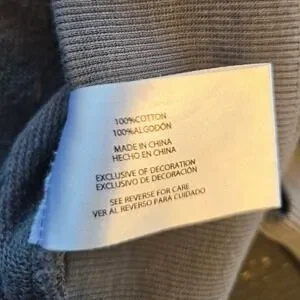 100%COTTON
100%ALGODÓN
MADE IN CHINA
HECHO EN CHINA
EXCLUSIVE OF DECORATION
EXCLUSIVO DE DECORACIÓN
SEE REVERSE FOR CARE
VER AL REVERSO PARA CUIDADO